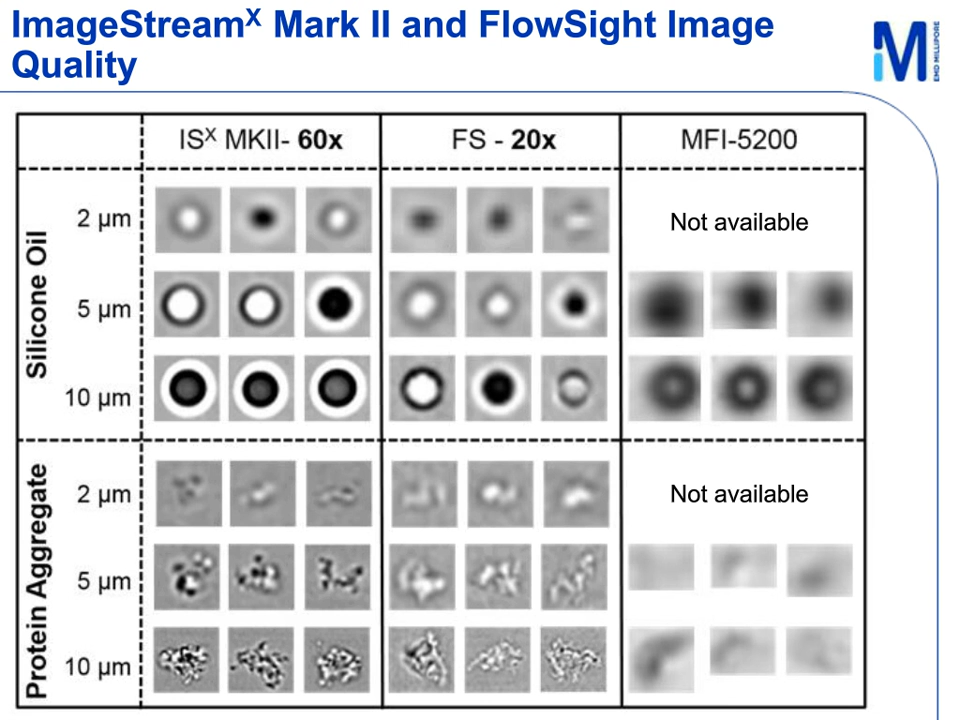 ImageStreamX Mark II and FlowSight Image
Quality
M
EMD MILLIPORE
ISX MKII- 60x
FS - 20x
MFI-5200
Silicone Oil
2 µm
Not available
5 µm
10 µm
Protein Aggregate
2 µm
Not available
5 µm
10 µm